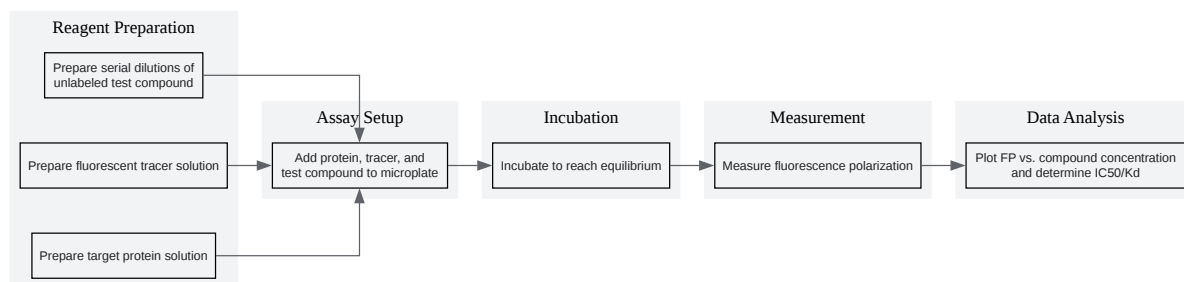 Reagent Preparation
Prepare serial dilutions of
unlabeled test compound
Prepare fluorescent tracer solution
Prepare target protein solution
Assay Setup
Add protein, tracer, and
test compound to microplate
Incubation
Incubate to reach equilibrium
Measurement
Measure fluorescence polarization
Data Analysis
Plot FP vs. compound concentration
and determine IC50/Kd